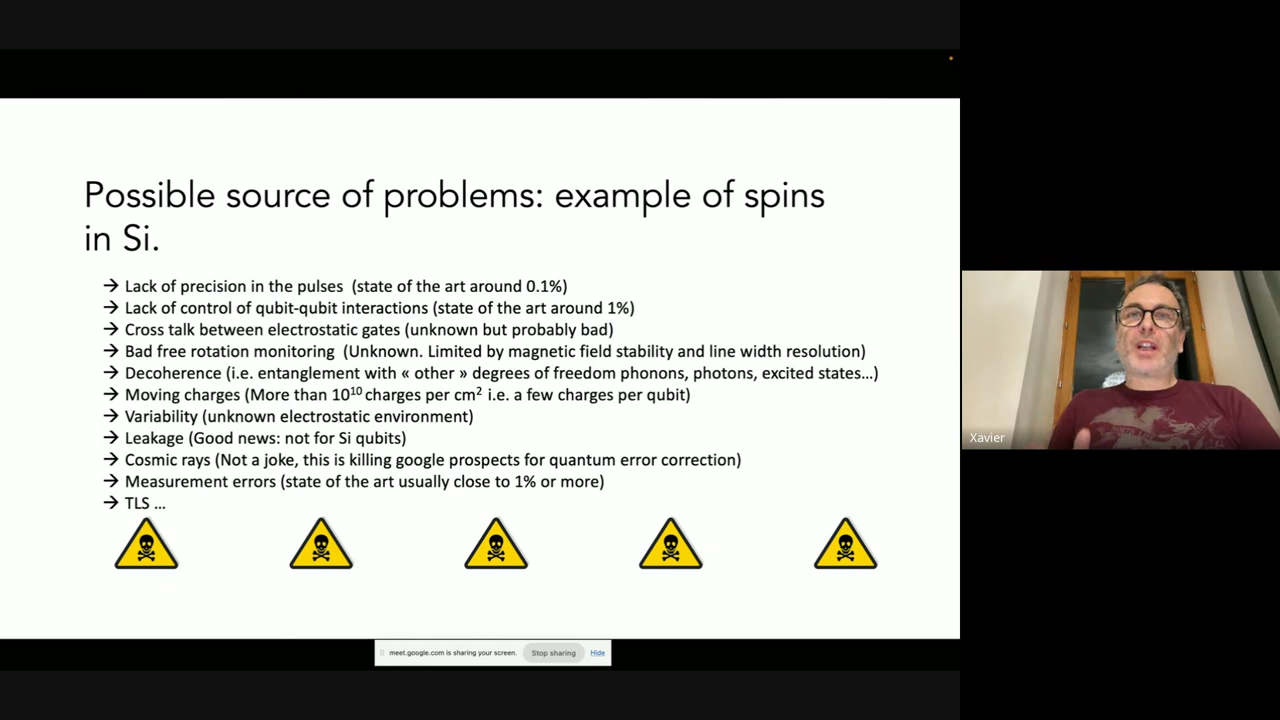 Possible source of problems: example of spins
in Si.
→ Lack of precision in the pulses (state of the art around 0.1%)
→ Lack of control of qubit-qubit interactions (state of the art around 1%)
→ Cross talk between electrostatic gates (unknown but probably bad)
→ Bad free rotation monitoring (Unknown. Limited by magnetic field stability and line width resolution)
→ Decoherence (i.e. entanglement with « other » degrees of freedom phonons, photons, excited states…)
→ Moving charges (More than 10¹⁰ charges per cm² i.e. a few charges per qubit)
→ Variability (unknown electrostatic environment)
→ Leakage (Good news: not for Si qubits)
→ Cosmic rays (Not a joke, this is killing google prospects for quantum error correction)
→ Measurement errors (state of the art usually close to 1% or more)
→ TLS …
Xavier
meet.google.com is sharing your screen. Stop sharing Hide